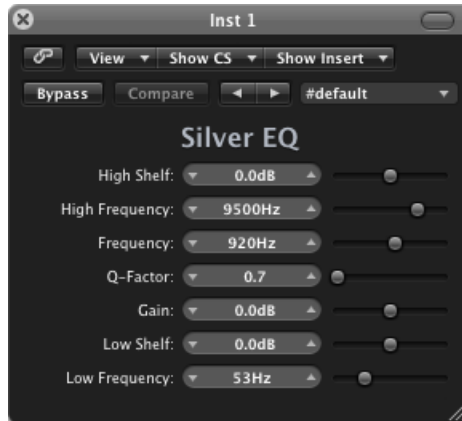 Inst 1
View Show CS Show Insert
Bypass Compare #default
Silver EQ
High Shelf: 0.0dB
High Frequency: 9500Hz
Frequency: 920Hz
Q-Factor: 0.7
Gain: 0.0dB
Low Shelf: 0.0dB
Low Frequency: 53Hz